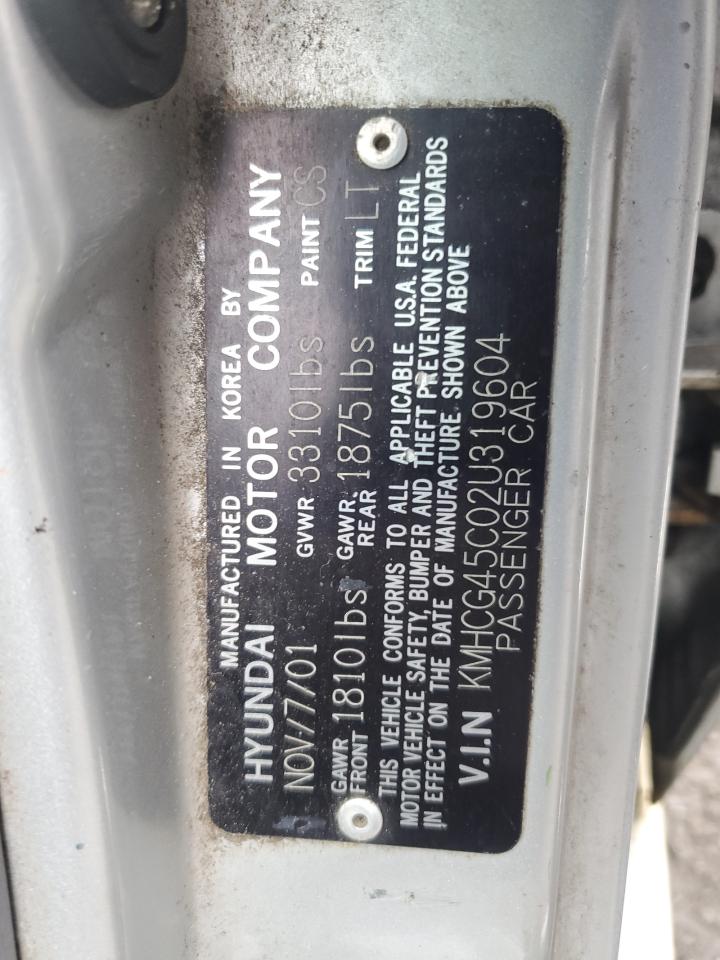 MANUFACTURED IN KOREA BY
HYUNDAI MOTOR COMPANY
NOV/7/01 GVWR 3310lbs PAINT CS
GAWR FRONT 1810lbs GAWR. REAR 1875lbs TRIM LT
THIS VEHICLE CONFORMS TO ALL APPLICABLE U.S.A. FEDERAL
MOTOR VEHICLE SAFETY, BUMPER AND THEFT PREVENTION STANDARDS
IN EFFECT ON THE DATE OF MANUFACTURE SHOWN ABOVE
V.I.N KMHCG45C02U319604
PASSENGER CAR